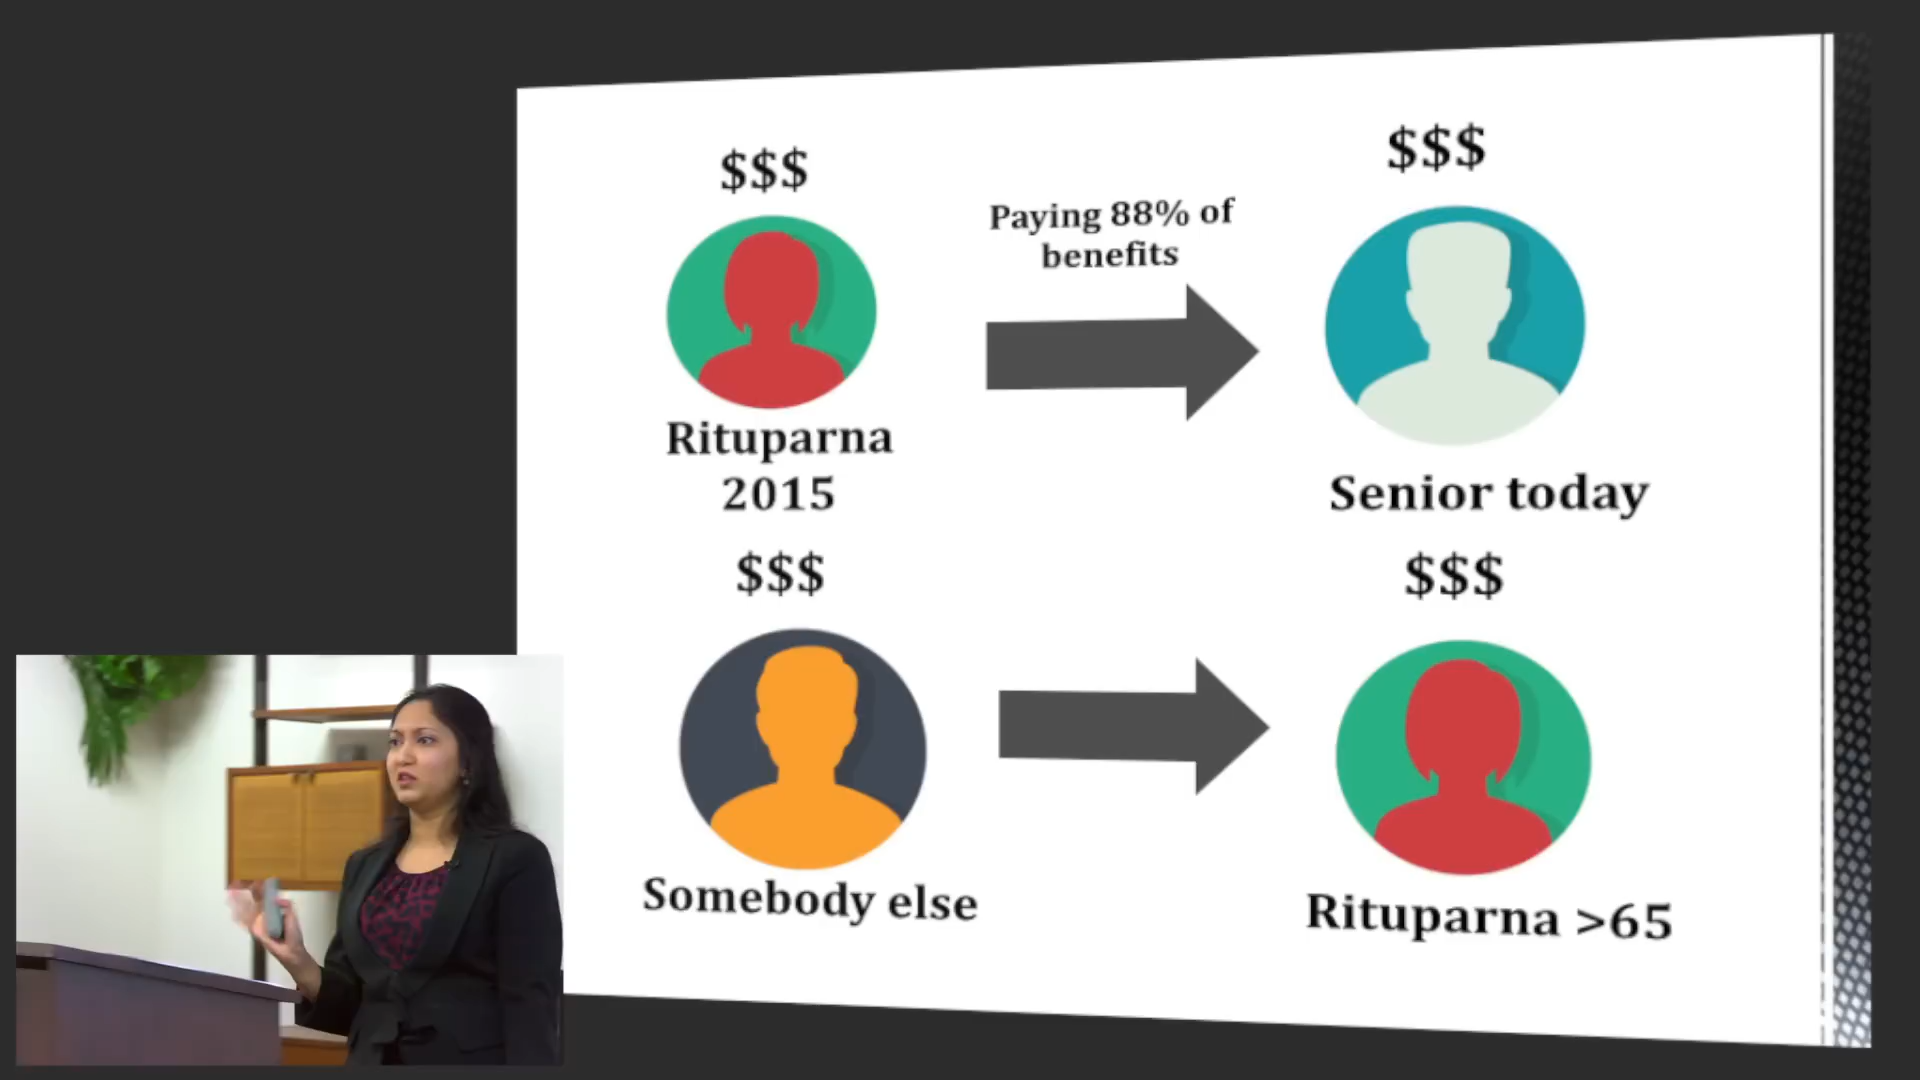 $$$
$$$
Paying 88% of
benefits
Rituparna
2015
Senior today
$$$
$$$
Somebody else
Rituparna >65